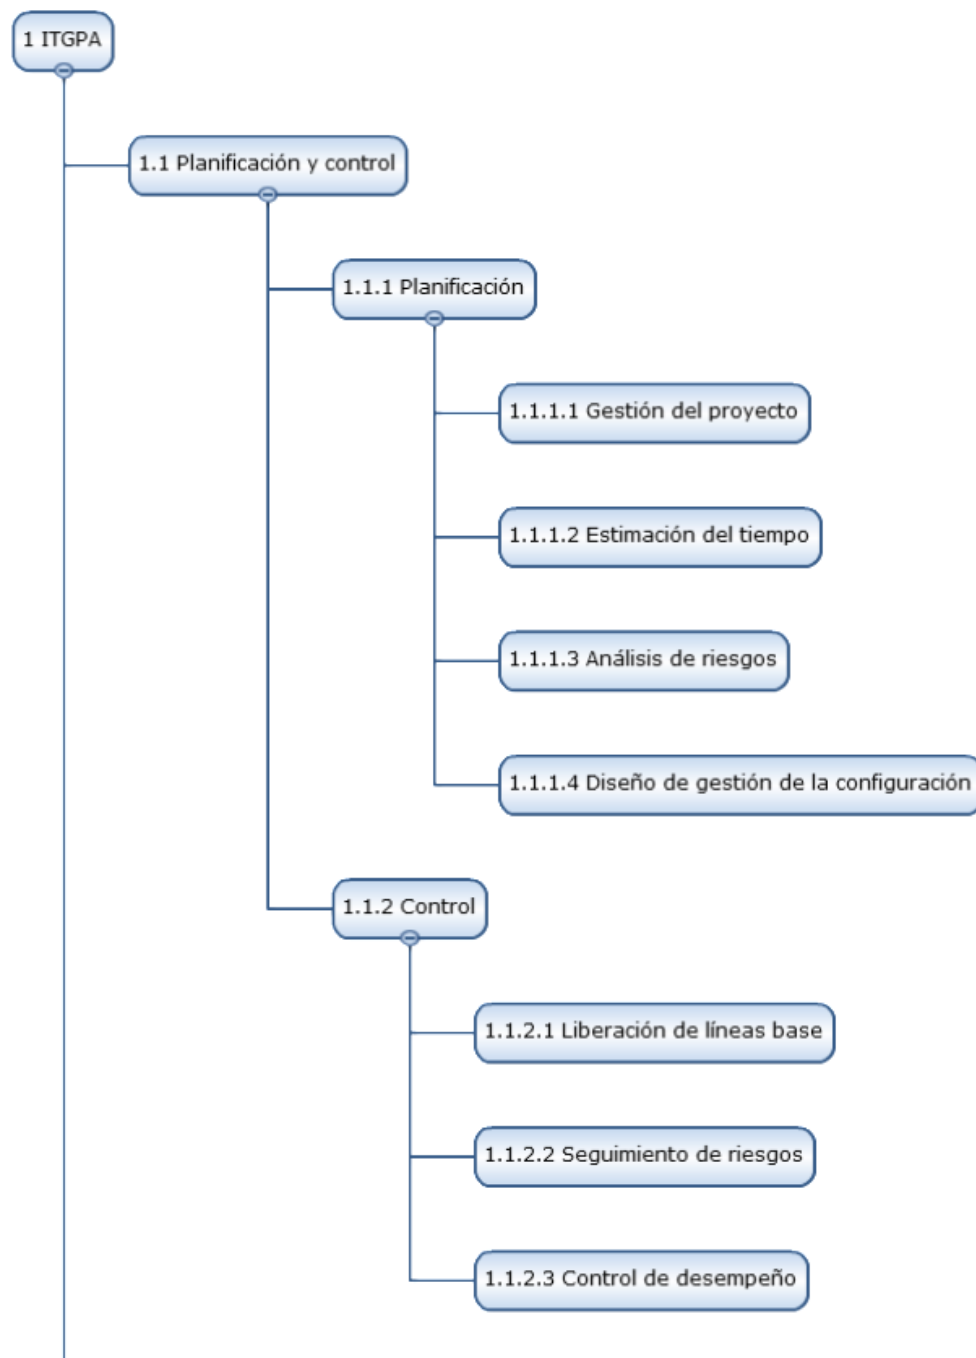 1 ITGPA
1.1 Planificación y control
1.1.1 Planificación
1.1.1.1 Gestión del proyecto
1.1.1.2 Estimación del tiempo
1.1.1.3 Análisis de riesgos
1.1.1.4 Diseño de gestión de la configuración
1.1.2 Control
1.1.2.1 Liberación de líneas base
1.1.2.2 Seguimiento de riesgos
1.1.2.3 Control de desempeño